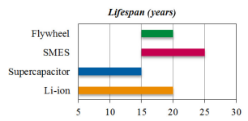 Lifespan (years)
Flywheel
SMES
Supercapacitor
Li-ion
5 10 15 20 25 30